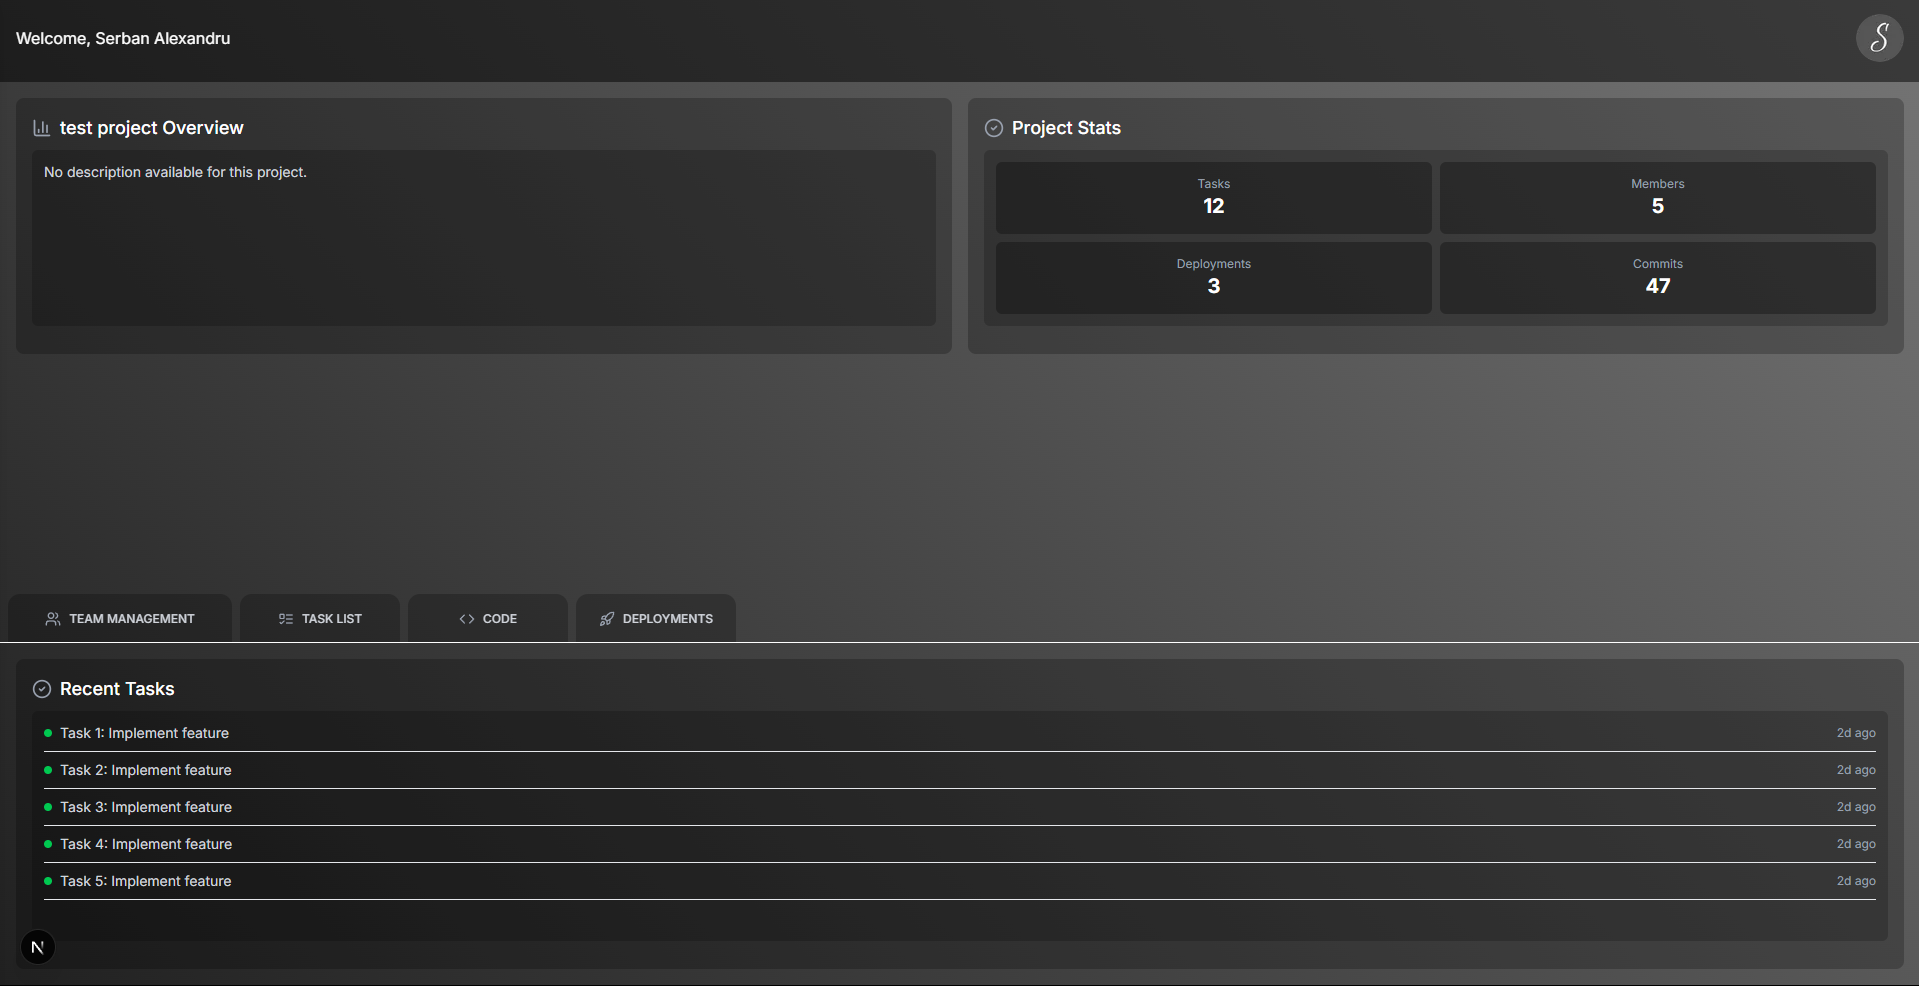 Welcome, Serban Alexandru
S
test project Overview
No description available for this project.
Project Stats
Tasks
12
Members
5
Deployments
3
Commits
47
TEAM MANAGEMENT
TASK LIST
CODE
DEPLOYMENTS
Recent Tasks
Task 1: Implement feature
2d ago
Task 2: Implement feature
2d ago
Task 3: Implement feature
2d ago
Task 4: Implement feature
2d ago
Task 5: Implement feature
2d ago
N